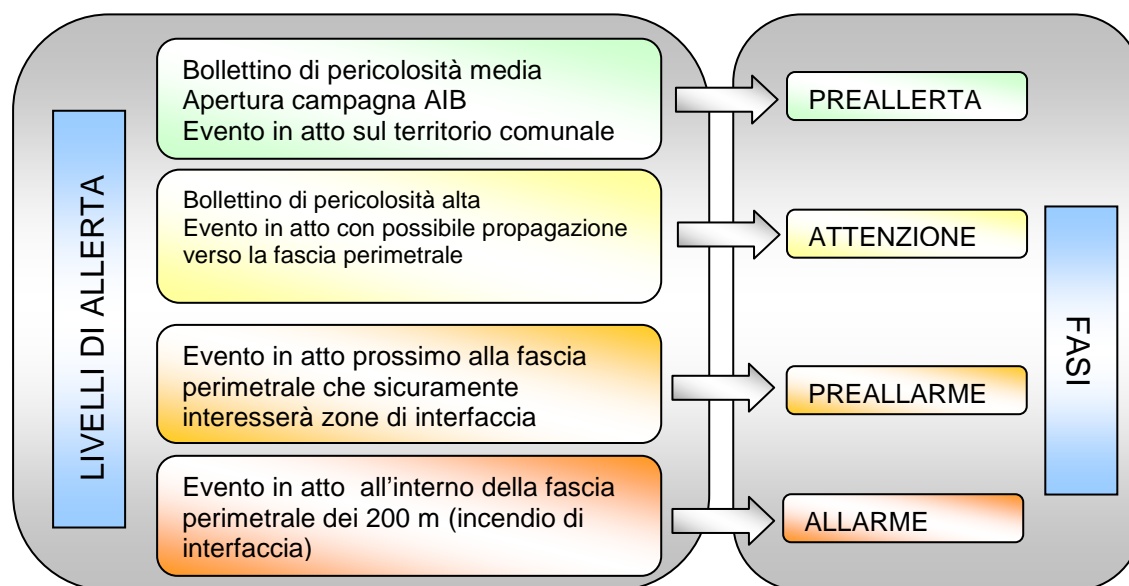 LIVELLI DI ALLERTA
Bollettino di pericolosità media
Apertura campagna AIB
Evento in atto sul territorio comunale
PREALLERTA
Bollettino di pericolosità alta
Evento in atto con possibile propagazione
verso la fascia perimetrale
ATTENZIONE
Evento in atto prossimo alla fascia
perimetrale che sicuramente
interesserà zone di interfaccia
PREALLARME
Evento in atto all'interno della fascia
perimetrale dei 200 m (incendio di
interfaccia)
ALLARME
FASI